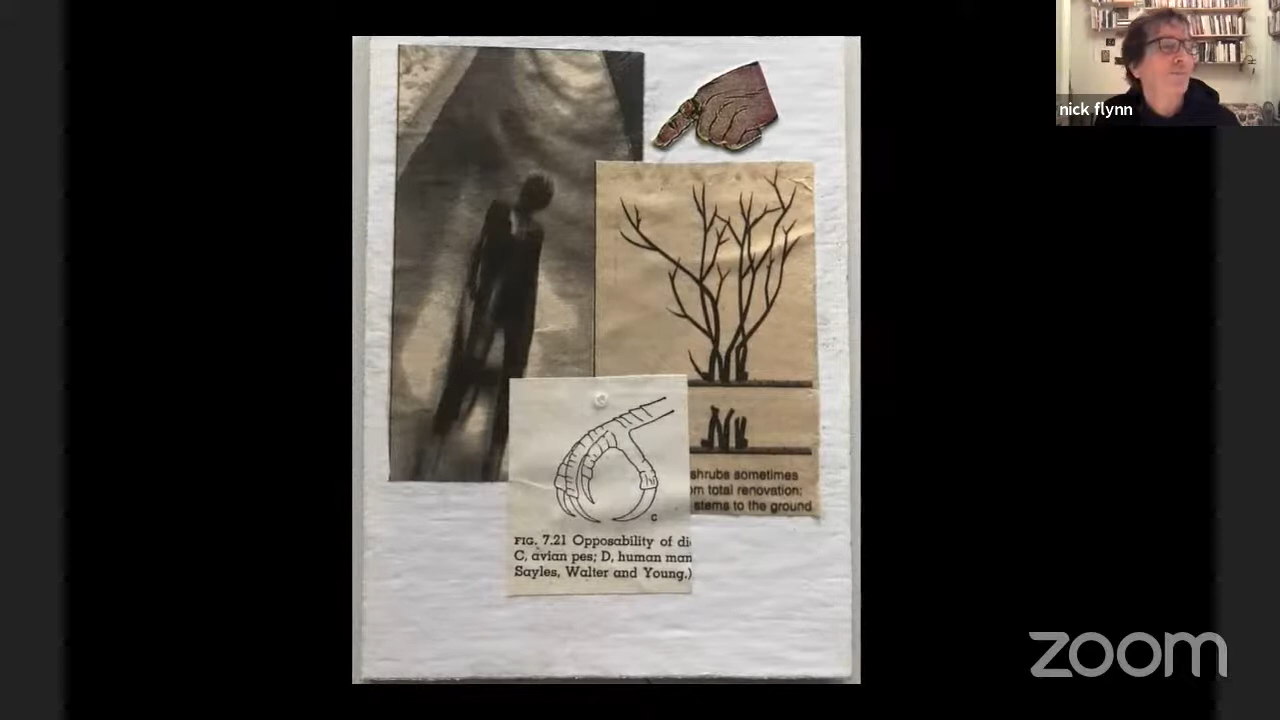 nick flynn
shrubs sometimes
om total renovation:
stems to the ground
C
FIG. 7.21 Opposability of di
C, avian pes; D, human man
Sayles, Walter and Young.)
zoom